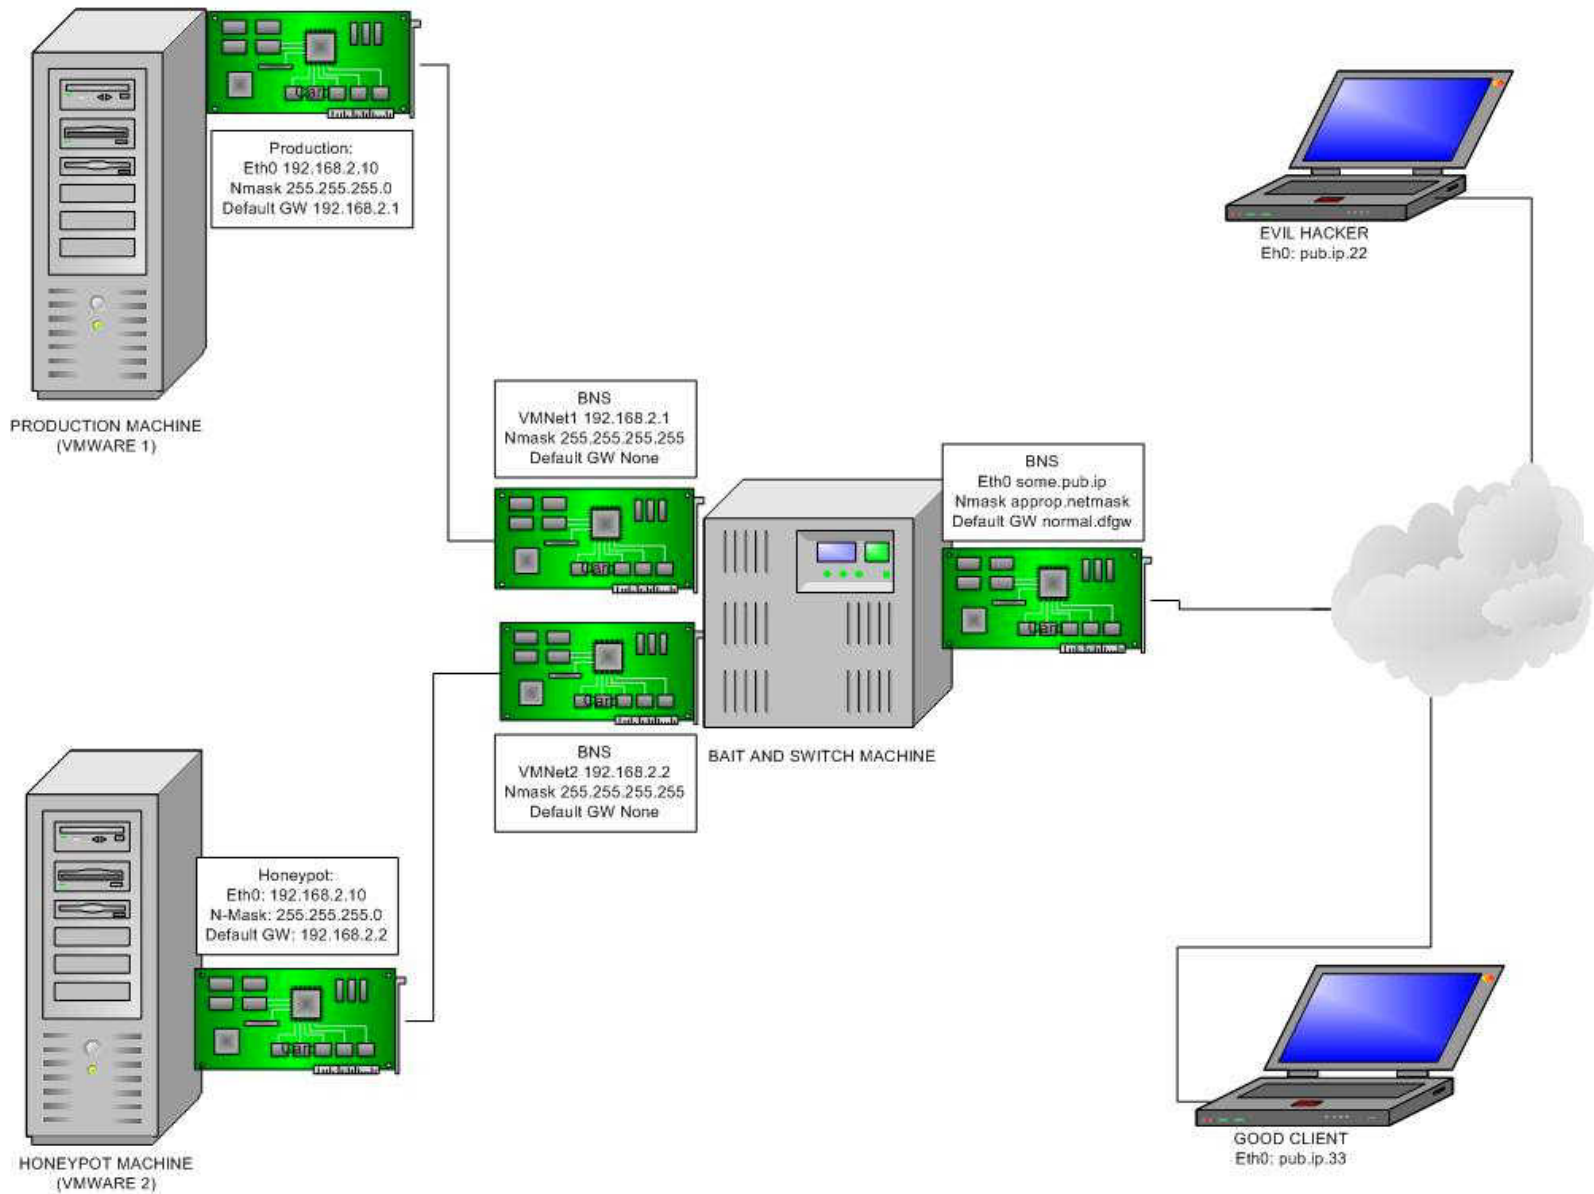 Production:
Eth0 192.168.2.10
Nmask 255.255.255.0
Default GW 192.168.2.1
PRODUCTION MACHINE
(VMWARE 1)
EVIL HACKER
Eh0: pub.ip.22
BNS
VMNet1 192.168.2.1
Nmask 255.255.255.255
Default GW None
BNS
Eth0 some.pub.ip
Nmask approp.netmask
Default GW normal.dfgw
BAIT AND SWITCH MACHINE
BNS
VMNet2 192.168.2.2
Nmask 255.255.255.255
Default GW None
Honeypot:
Eth0: 192.168.2.10
N-Mask: 255.255.255.0
Default GW: 192.168.2.2
HONEYPOT MACHINE
(VMWARE 2)
GOOD CLIENT
Eth0: pub.ip.33